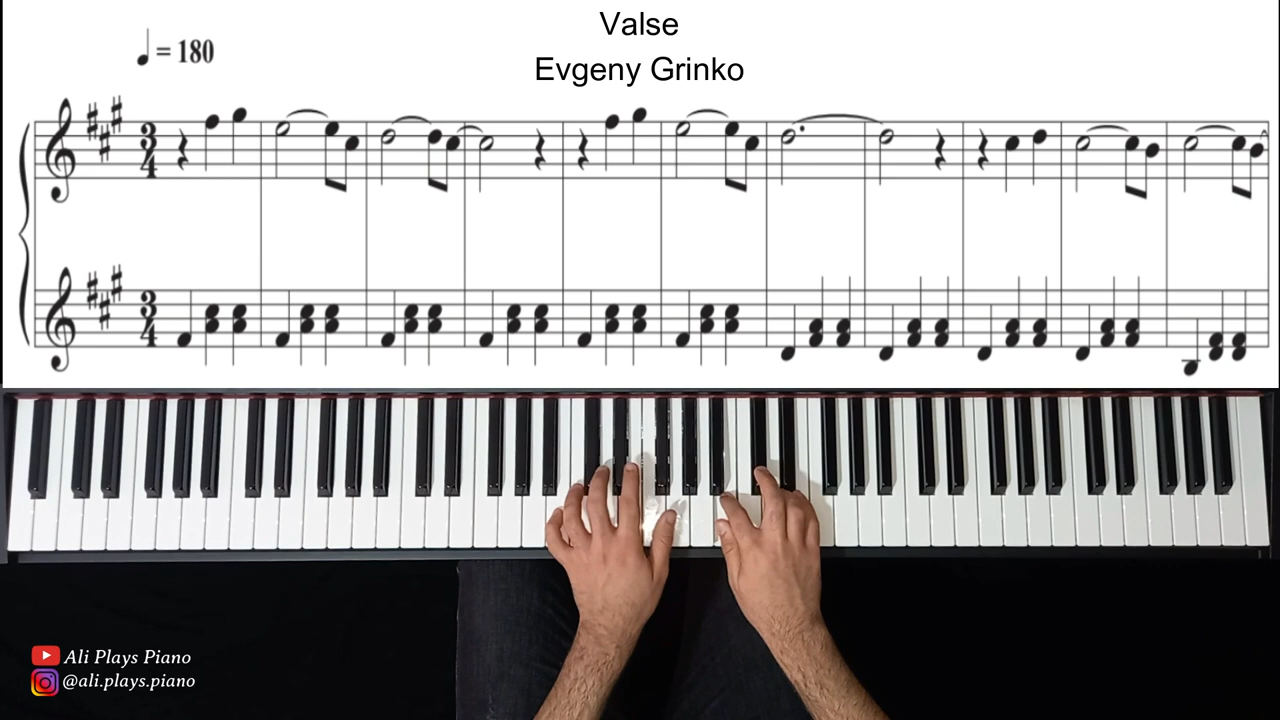 Valse
Evgeny Grinko
♩ = 180
3
4
3
4
Ali Plays Piano
@ali.plays.piano